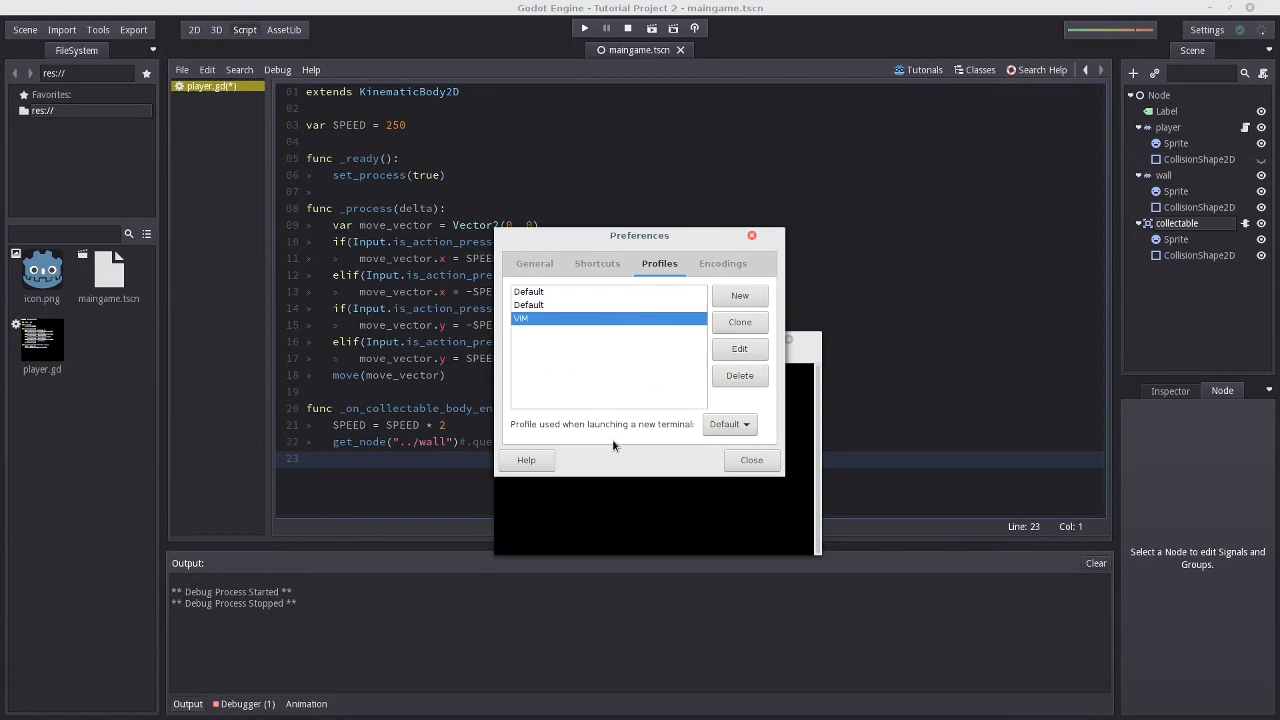 Godot Engine - Tutorial Project 2 - maingame.tscn
Scene Import Tools Export
2D 3D Script AssetLib
Settings
FileSystem
maingame.tscn
Scene
res://
File Edit Search Debug Help
Tutorials Classes Search Help
player.gd(*)
Favorites:
res://
icon.png
maingame.tscn
player.gd
01 extends KinematicBody2D
02
03 var SPEED = 250
04
05 func _ready():
06 » set_process(true)
07 »
08 func _process(delta):
09 » var move_vector = Vector2(0, 0)
10 » if(Input.is_action_pres
11 » » move_vector.x = SPE
12 » elif(Input.is_action_pre
13 » » move_vector.x = -SP
14 » if(Input.is_action_pres
15 » » move_vector.y = -SP
16 » elif(Input.is_action_pre
17 » » move_vector.y = SPE
18 » move(move_vector)
19
20 func _on_collectable_body_en
21 » SPEED = SPEED * 2
22 » get_node("../wall")#.que
23
Line: 23 Col: 1
Preferences
General Shortcuts Profiles Encodings
Default
Default
VIM
New
Clone
Edit
Delete
Profile used when launching a new terminal: Default
Help Close
Node
Label
player
Sprite
CollisionShape2D
wall
Sprite
CollisionShape2D
collectable
Sprite
CollisionShape2D
Inspector Node
Select a Node to edit Signals and
Groups.
Output:
Clear
** Debug Process Started **
** Debug Process Stopped **
Output Debugger (1) Animation